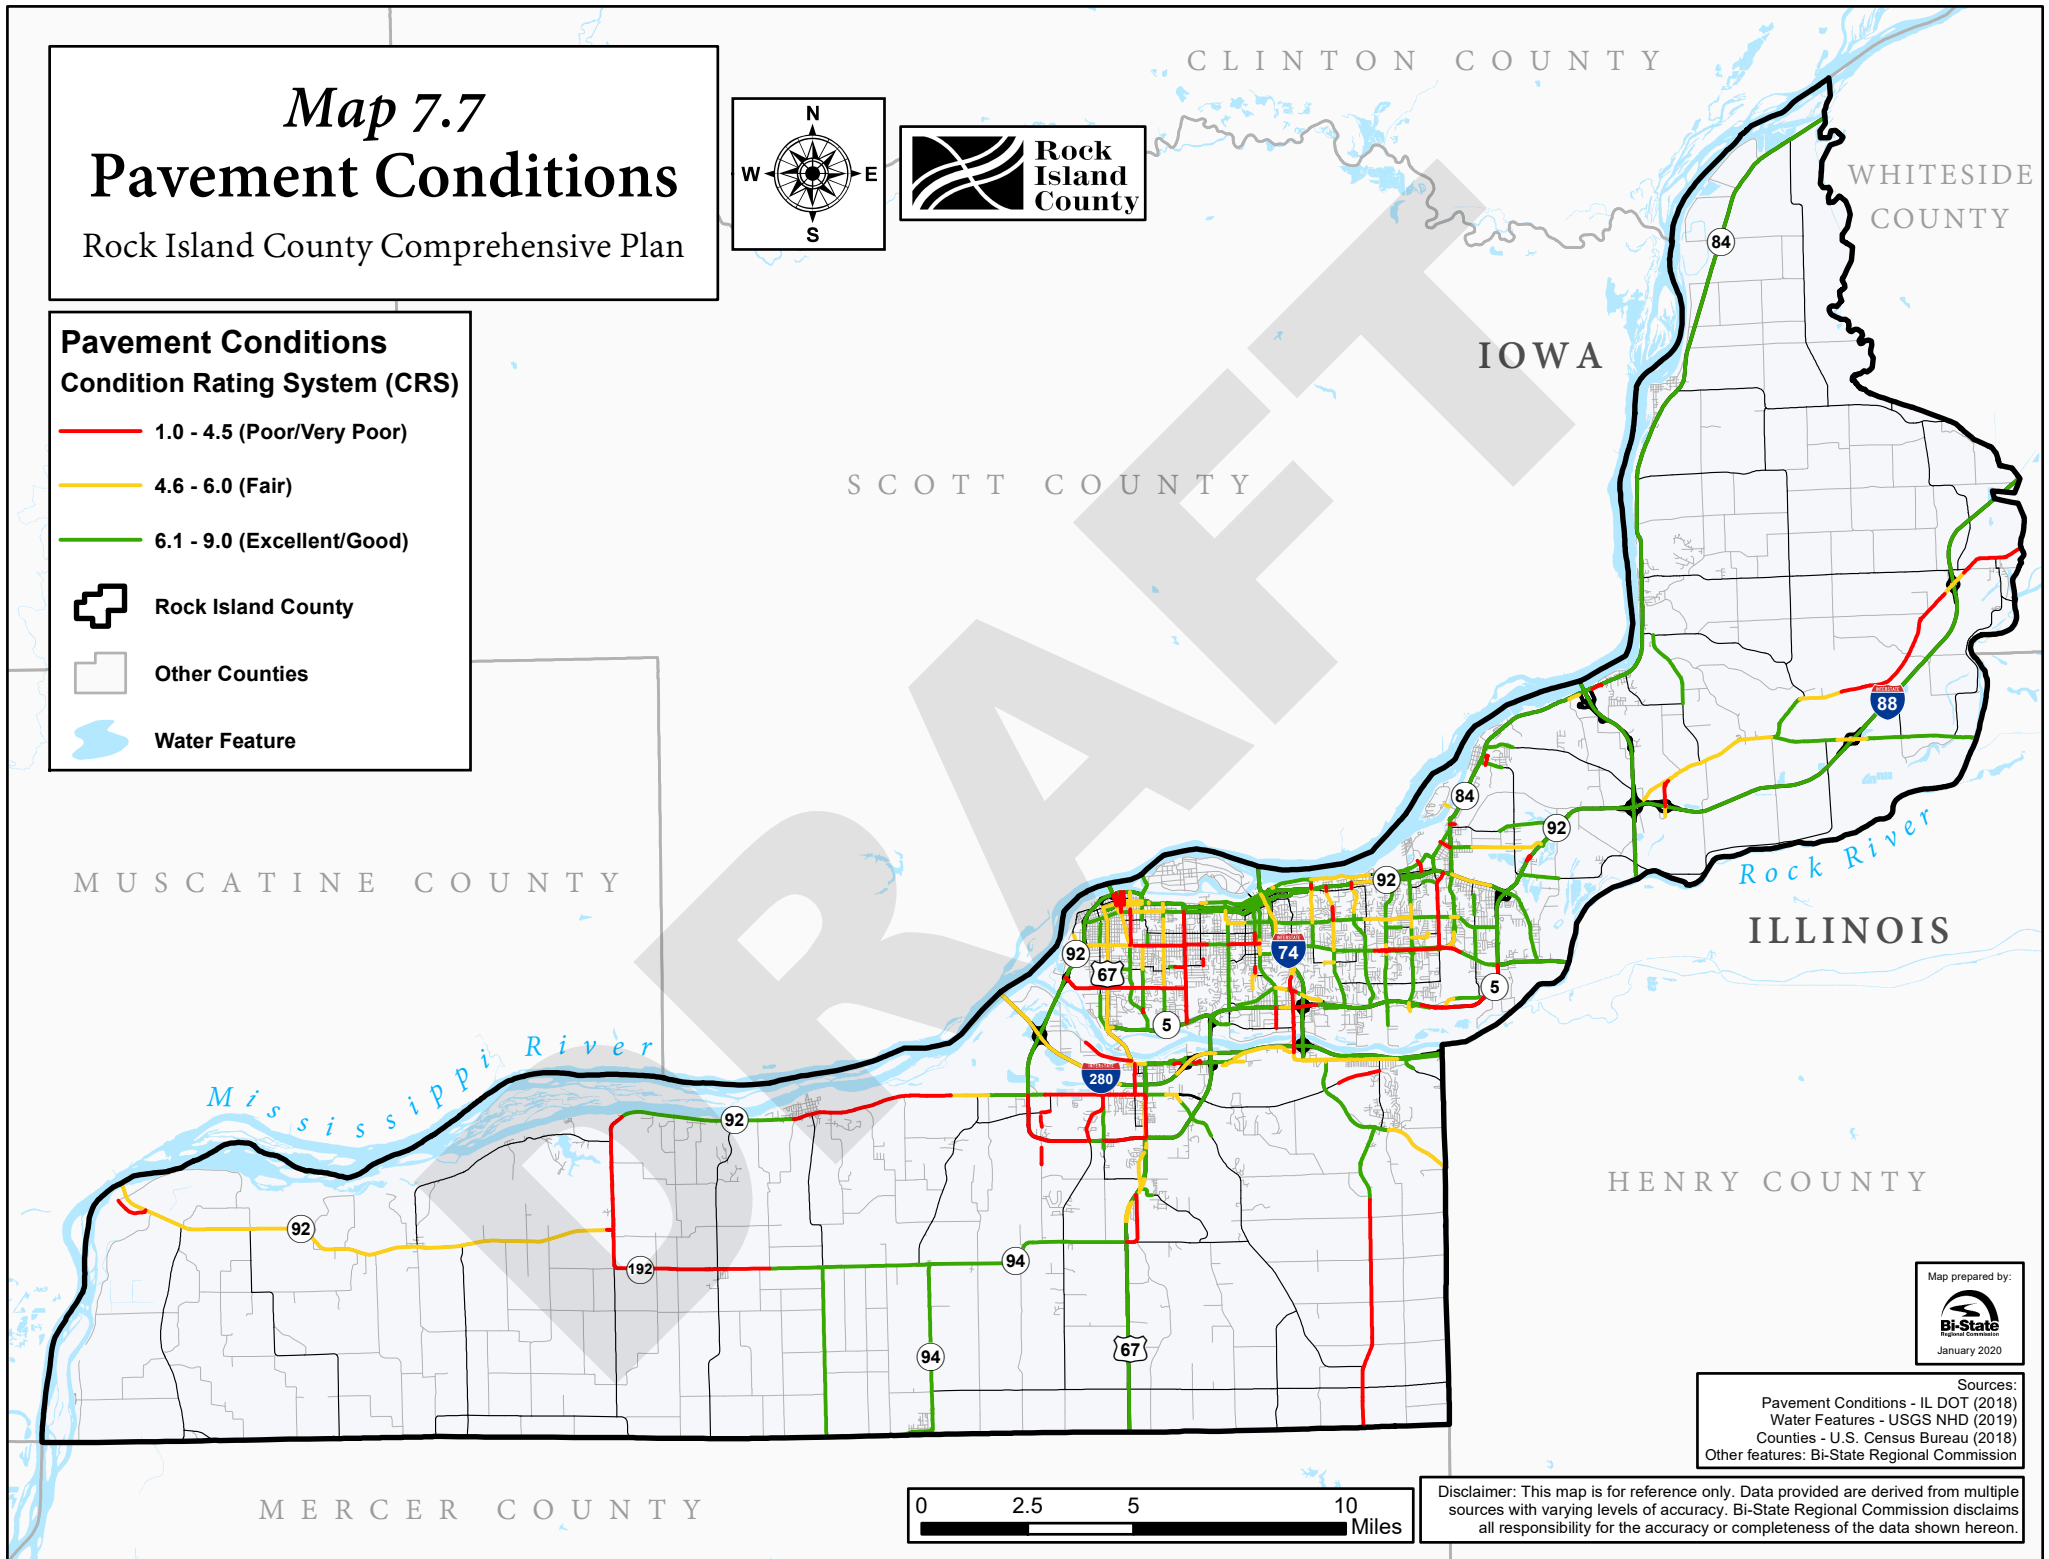 Map 7.7
Pavement Conditions
Rock Island County Comprehensive Plan
N
W E
S
Rock
Island
County
Pavement Conditions
Condition Rating System (CRS)
1.0 - 4.5 (Poor/Very Poor)
4.6 - 6.0 (Fair)
6.1 - 9.0 (Excellent/Good)
Rock Island County
Other Counties
Water Feature
CLINTON COUNTY
WHITESIDE
COUNTY
84
IOWA
SCOTT COUNTY
DRAFT
INTERSTATE
88
84
92
Rock River
MUSCATINE COUNTY
92
ILLINOIS
92
67
INTERSTATE
74
5
5
Mississippi River
INTERSTATE
280
92
HENRY COUNTY
92
192
94
94
67
MERCER COUNTY
Map prepared by:
Bi-State
Regional Commission
January 2020
Sources:
Pavement Conditions - IL DOT (2018)
Water Features - USGS NHD (2019)
Counties - U.S. Census Bureau (2018)
Other features: Bi-State Regional Commission
0 2.5 5 10
Miles
Disclaimer: This map is for reference only. Data provided are derived from multiple
sources with varying levels of accuracy. Bi-State Regional Commission disclaims
all responsibility for the accuracy or completeness of the data shown hereon.